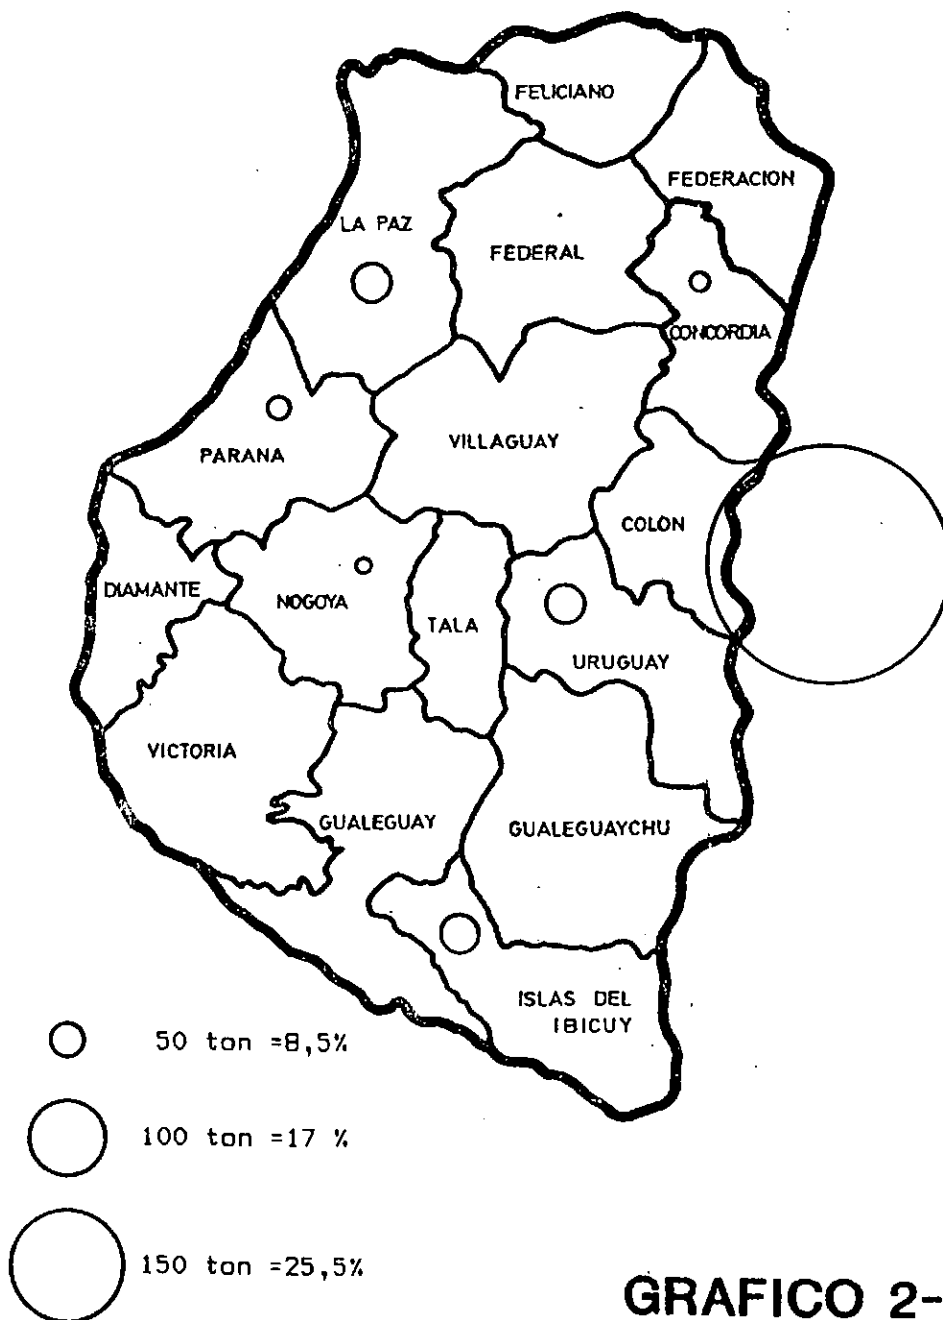 FELICIANO
FEDERACION
LA PAZ
FEDERAL
CONCORDIA
PARANA
VILLAGUAY
COLON
DIAMANTE
NOGOYA
TALA
URUGUAY
VICTORIA
GUALEGUAY
GUALEGUAYCHU
ISLAS DEL
IBICUY
50 ton =8,5%
100 ton =17 %
150 ton =25,5%
GRAFICO 2-